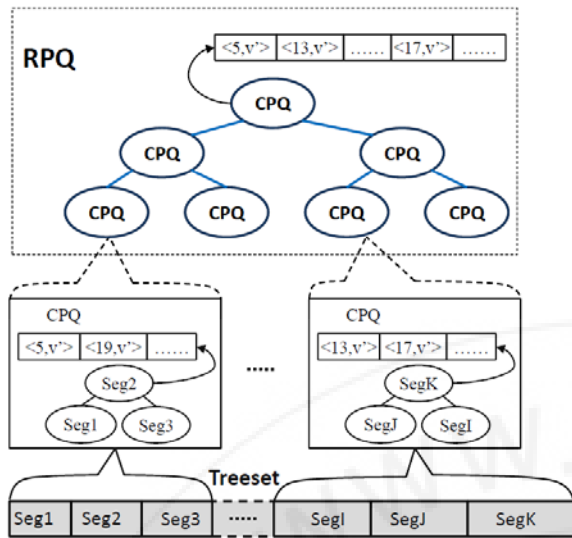 <5,v'> <13,v'> ...... <17,v'> ......
RPQ
CPQ
CPQ CPQ
CPQ CPQ CPQ CPQ
CPQ CPQ
<5,v'> <19,v'> ...... <13,v'> <17,v'> ......
.....
Seg2 SegK
Seg1 Seg3 SegJ SegI
Treeset
Seg1 Seg2 Seg3 ..... SegI SegJ SegK
WWW.